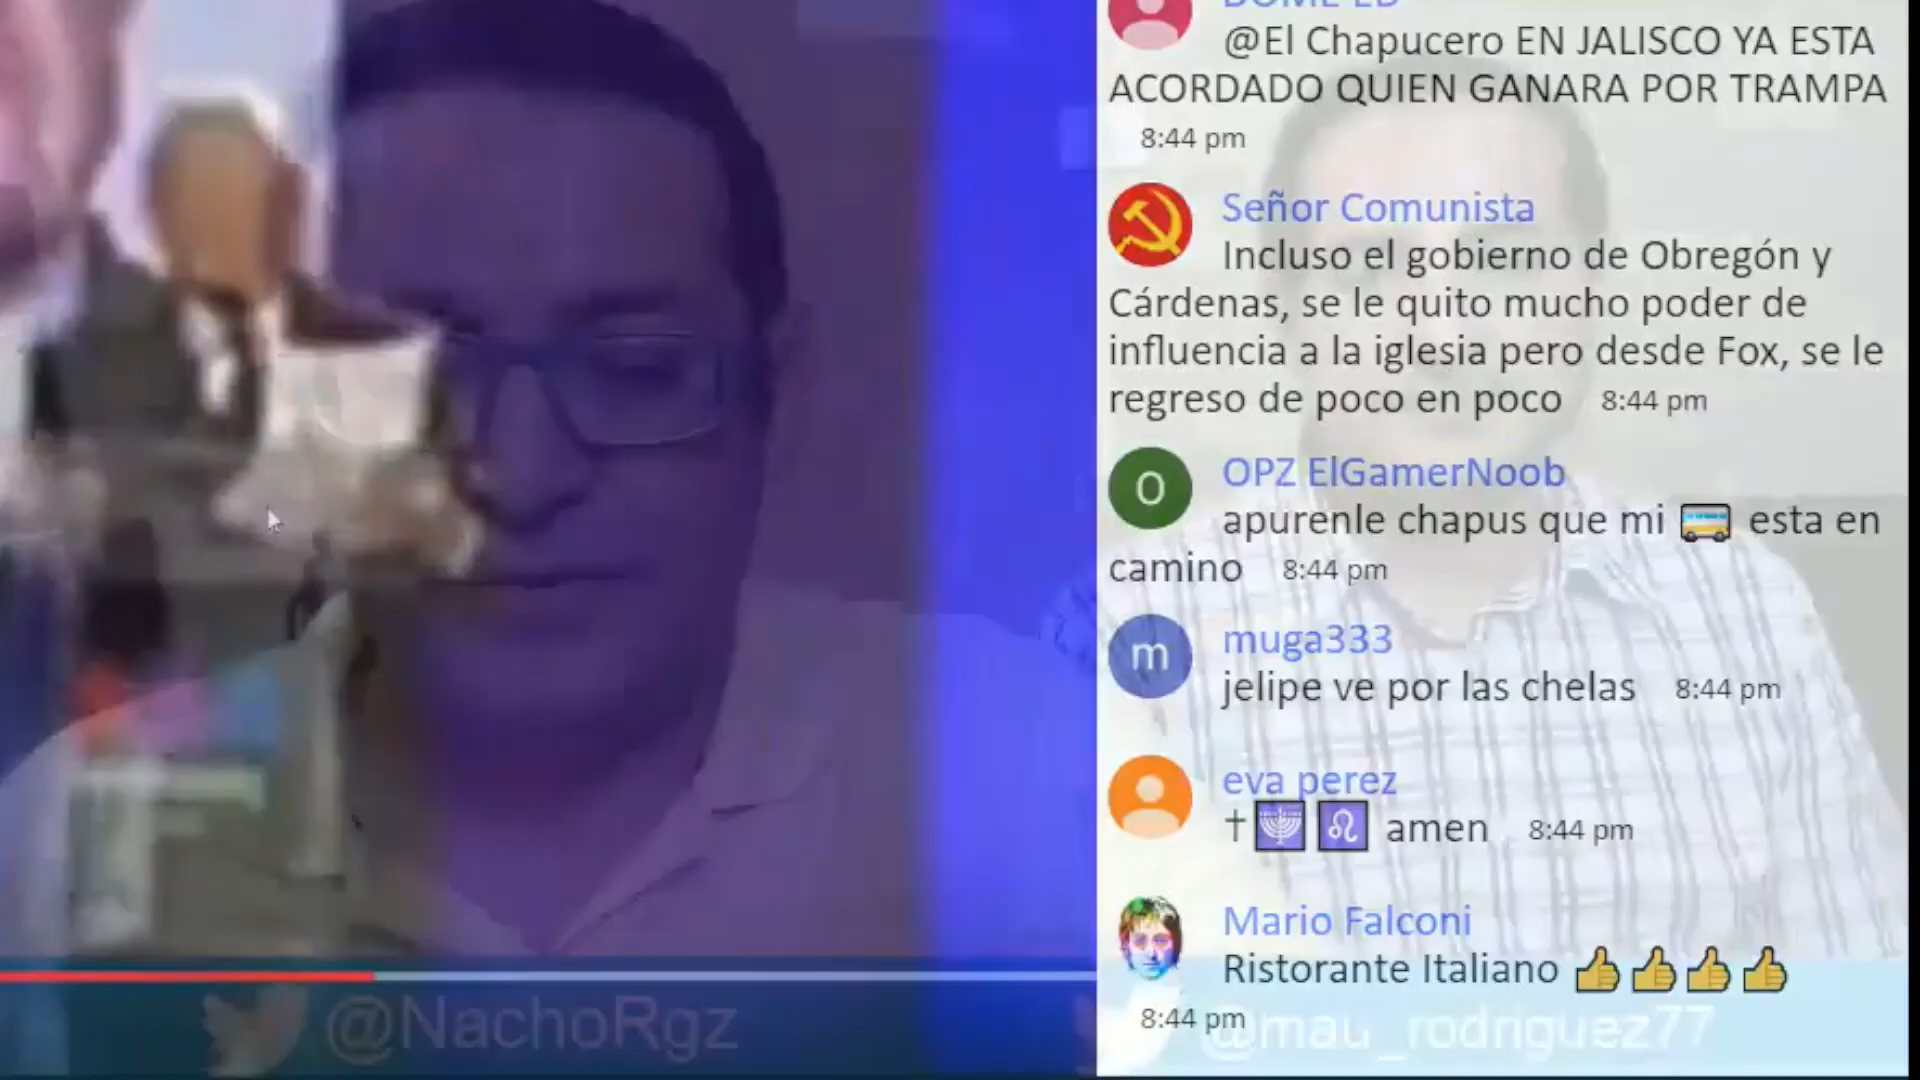 DOME ED
@El Chapucero EN JALISCO YA ESTA
ACORDADO QUIEN GANARA POR TRAMPA
8:44 pm
Señor Comunista
Incluso el gobierno de Obregón y
Cárdenas, se le quito mucho poder de
influencia a la iglesia pero desde Fox, se le
regreso de poco en poco 8:44 pm
O
OPZ ElGamerNoob
apurenle chapus que mi 🚌 esta en
camino 8:44 pm
m
muga333
jelipe ve por las chelas 8:44 pm
eva perez
✝🕎♌ amen 8:44 pm
Mario Falconi
Ristorante Italiano 👍👍👍👍
8:44 pm
@NachoRgz
@mau_rodriguez77